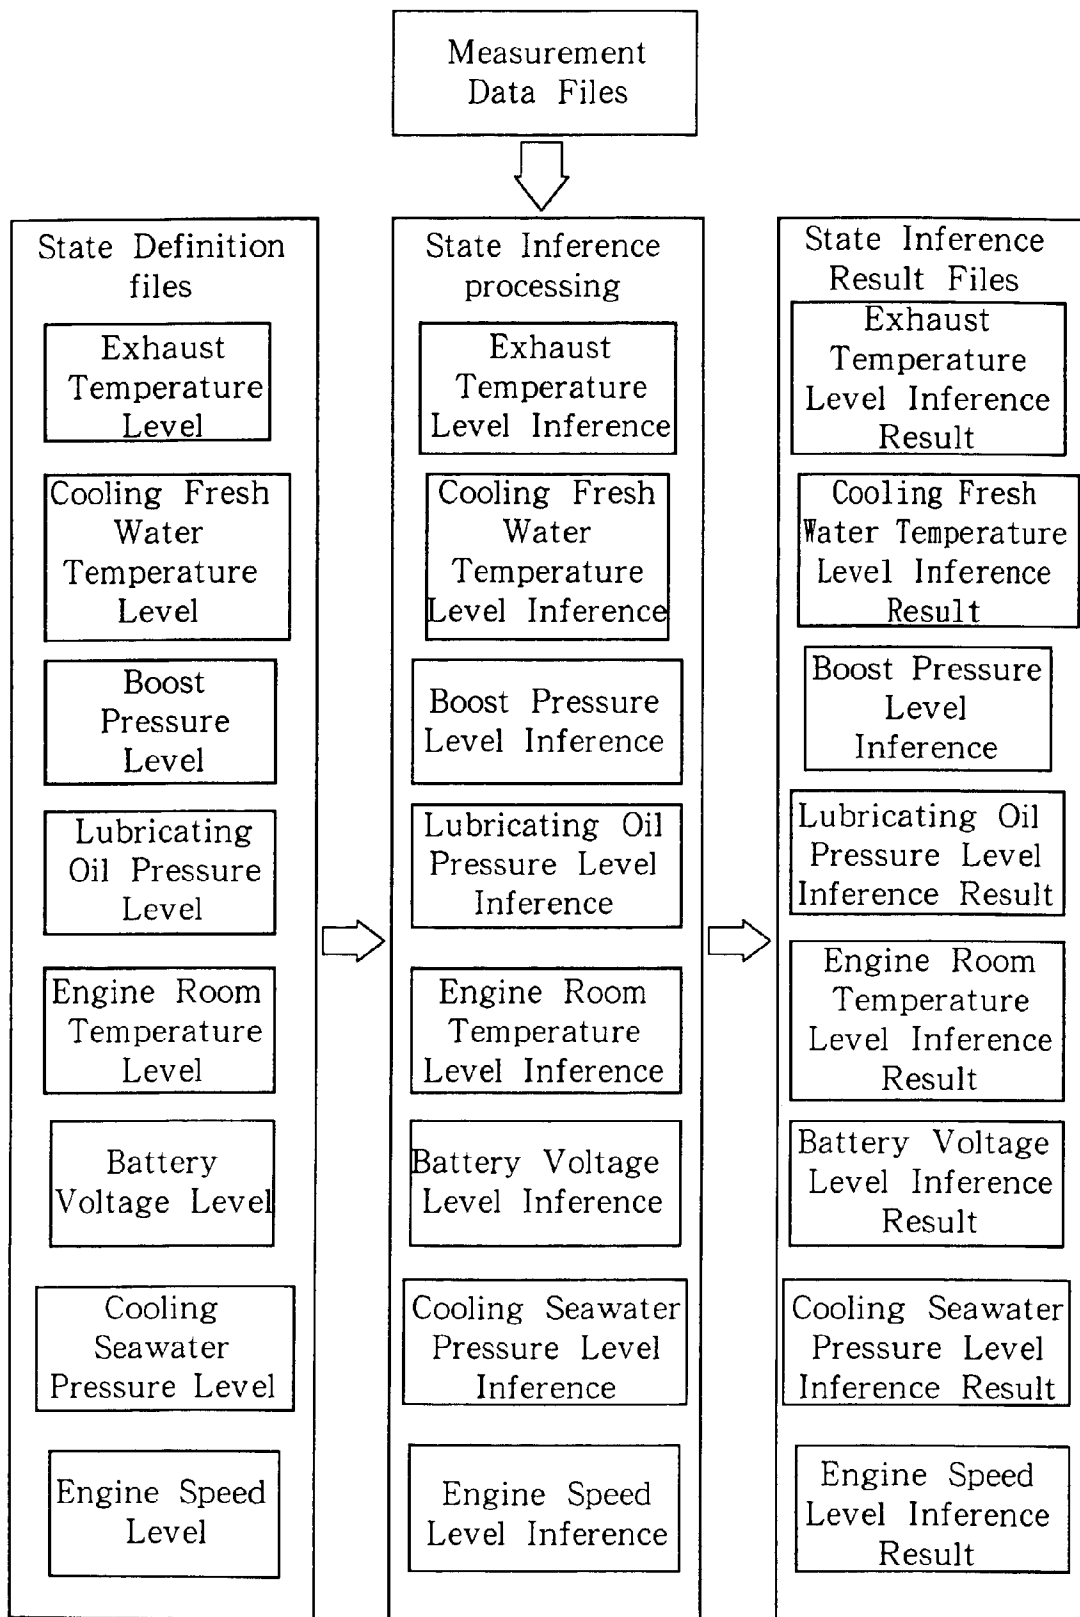 Measurement
Data Files
State Definition
files
Exhaust
Temperature
Level
Cooling Fresh
Water
Temperature
Level
Boost
Pressure
Level
Lubricating
Oil Pressure
Level
Engine Room
Temperature
Level
Battery
Voltage Level
Cooling
Seawater
Pressure Level
Engine Speed
Level
State Inference
processing
Exhaust
Temperature
Level Inference
Cooling Fresh
Water
Temperature
Level Inference
Boost Pressure
Level Inference
Lubricating Oil
Pressure Level
Inference
Engine Room
Temperature
Level Inference
Battery Voltage
Level Inference
Cooling Seawater
Pressure Level
Inference
Engine Speed
Level Inference
State Inference
Result Files
Exhaust
Temperature
Level Inference
Result
Cooling Fresh
Water Temperature
Level Inference
Result
Boost Pressure
Level
Inference
Lubricating Oil
Pressure Level
Inference Result
Engine Room
Temperature
Level Inference
Result
Battery Voltage
Level Inference
Result
Cooling Seawater
Pressure Level
Inference Result
Engine Speed
Level Inference
Result